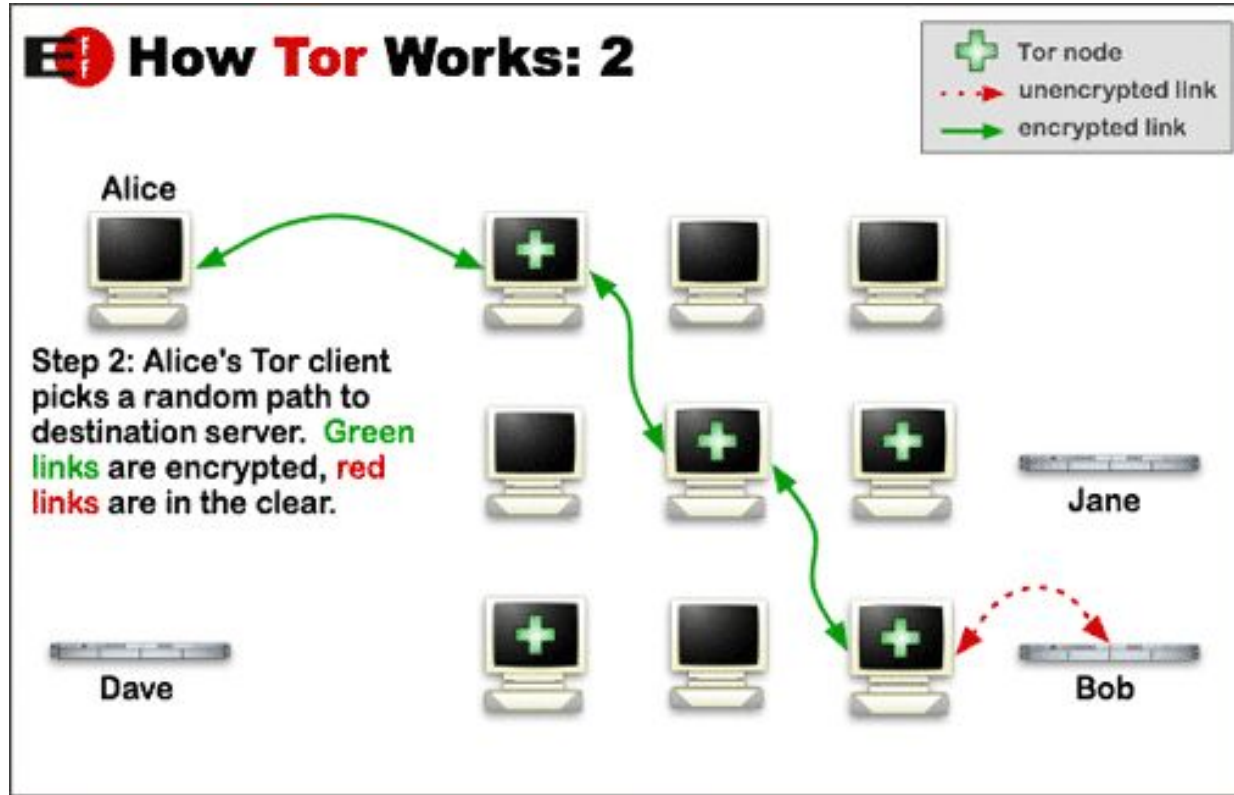 EFF How Tor Works: 2
Tor node
unencrypted link
encrypted link
Alice
Step 2: Alice's Tor client
picks a random path to
destination server. Green
links are encrypted, red
links are in the clear.
Jane
Dave
Bob